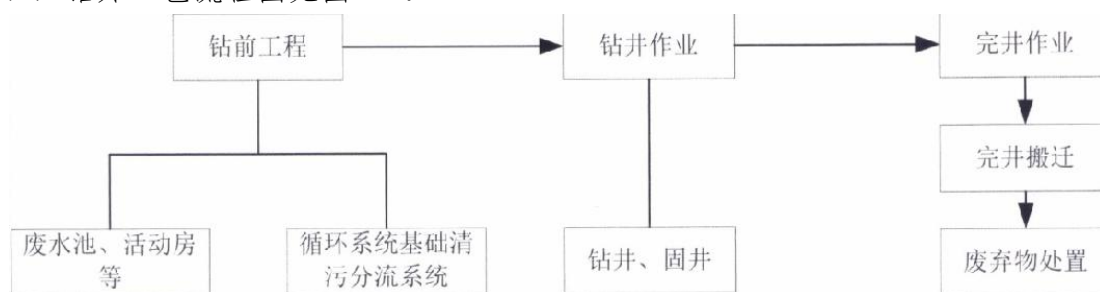 钻前工程
钻井作业
完井作业
完井搬迁
废水池、活动房
等
循环系统基础清
污分流系统
钻井、固井
废弃物处置